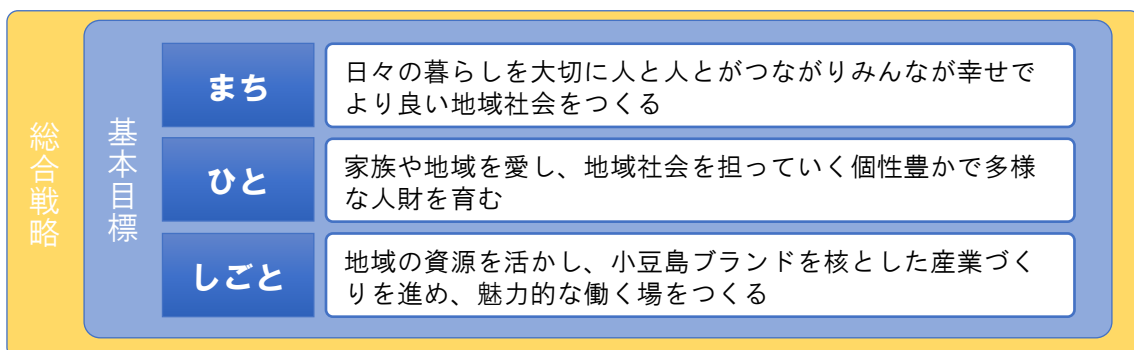 総合戦略
基本目標
まち
日々の暮らしを大切に人と人とがつながりみんなが幸せで
より良い地域社会をつくる
ひと
家族や地域を愛し、地域社会を担っていく個性豊かで多様
な人財を育む
しごと
地域の資源を活かし、小豆島ブランドを核とした産業づく
りを進め、魅力的な働く場をつくる